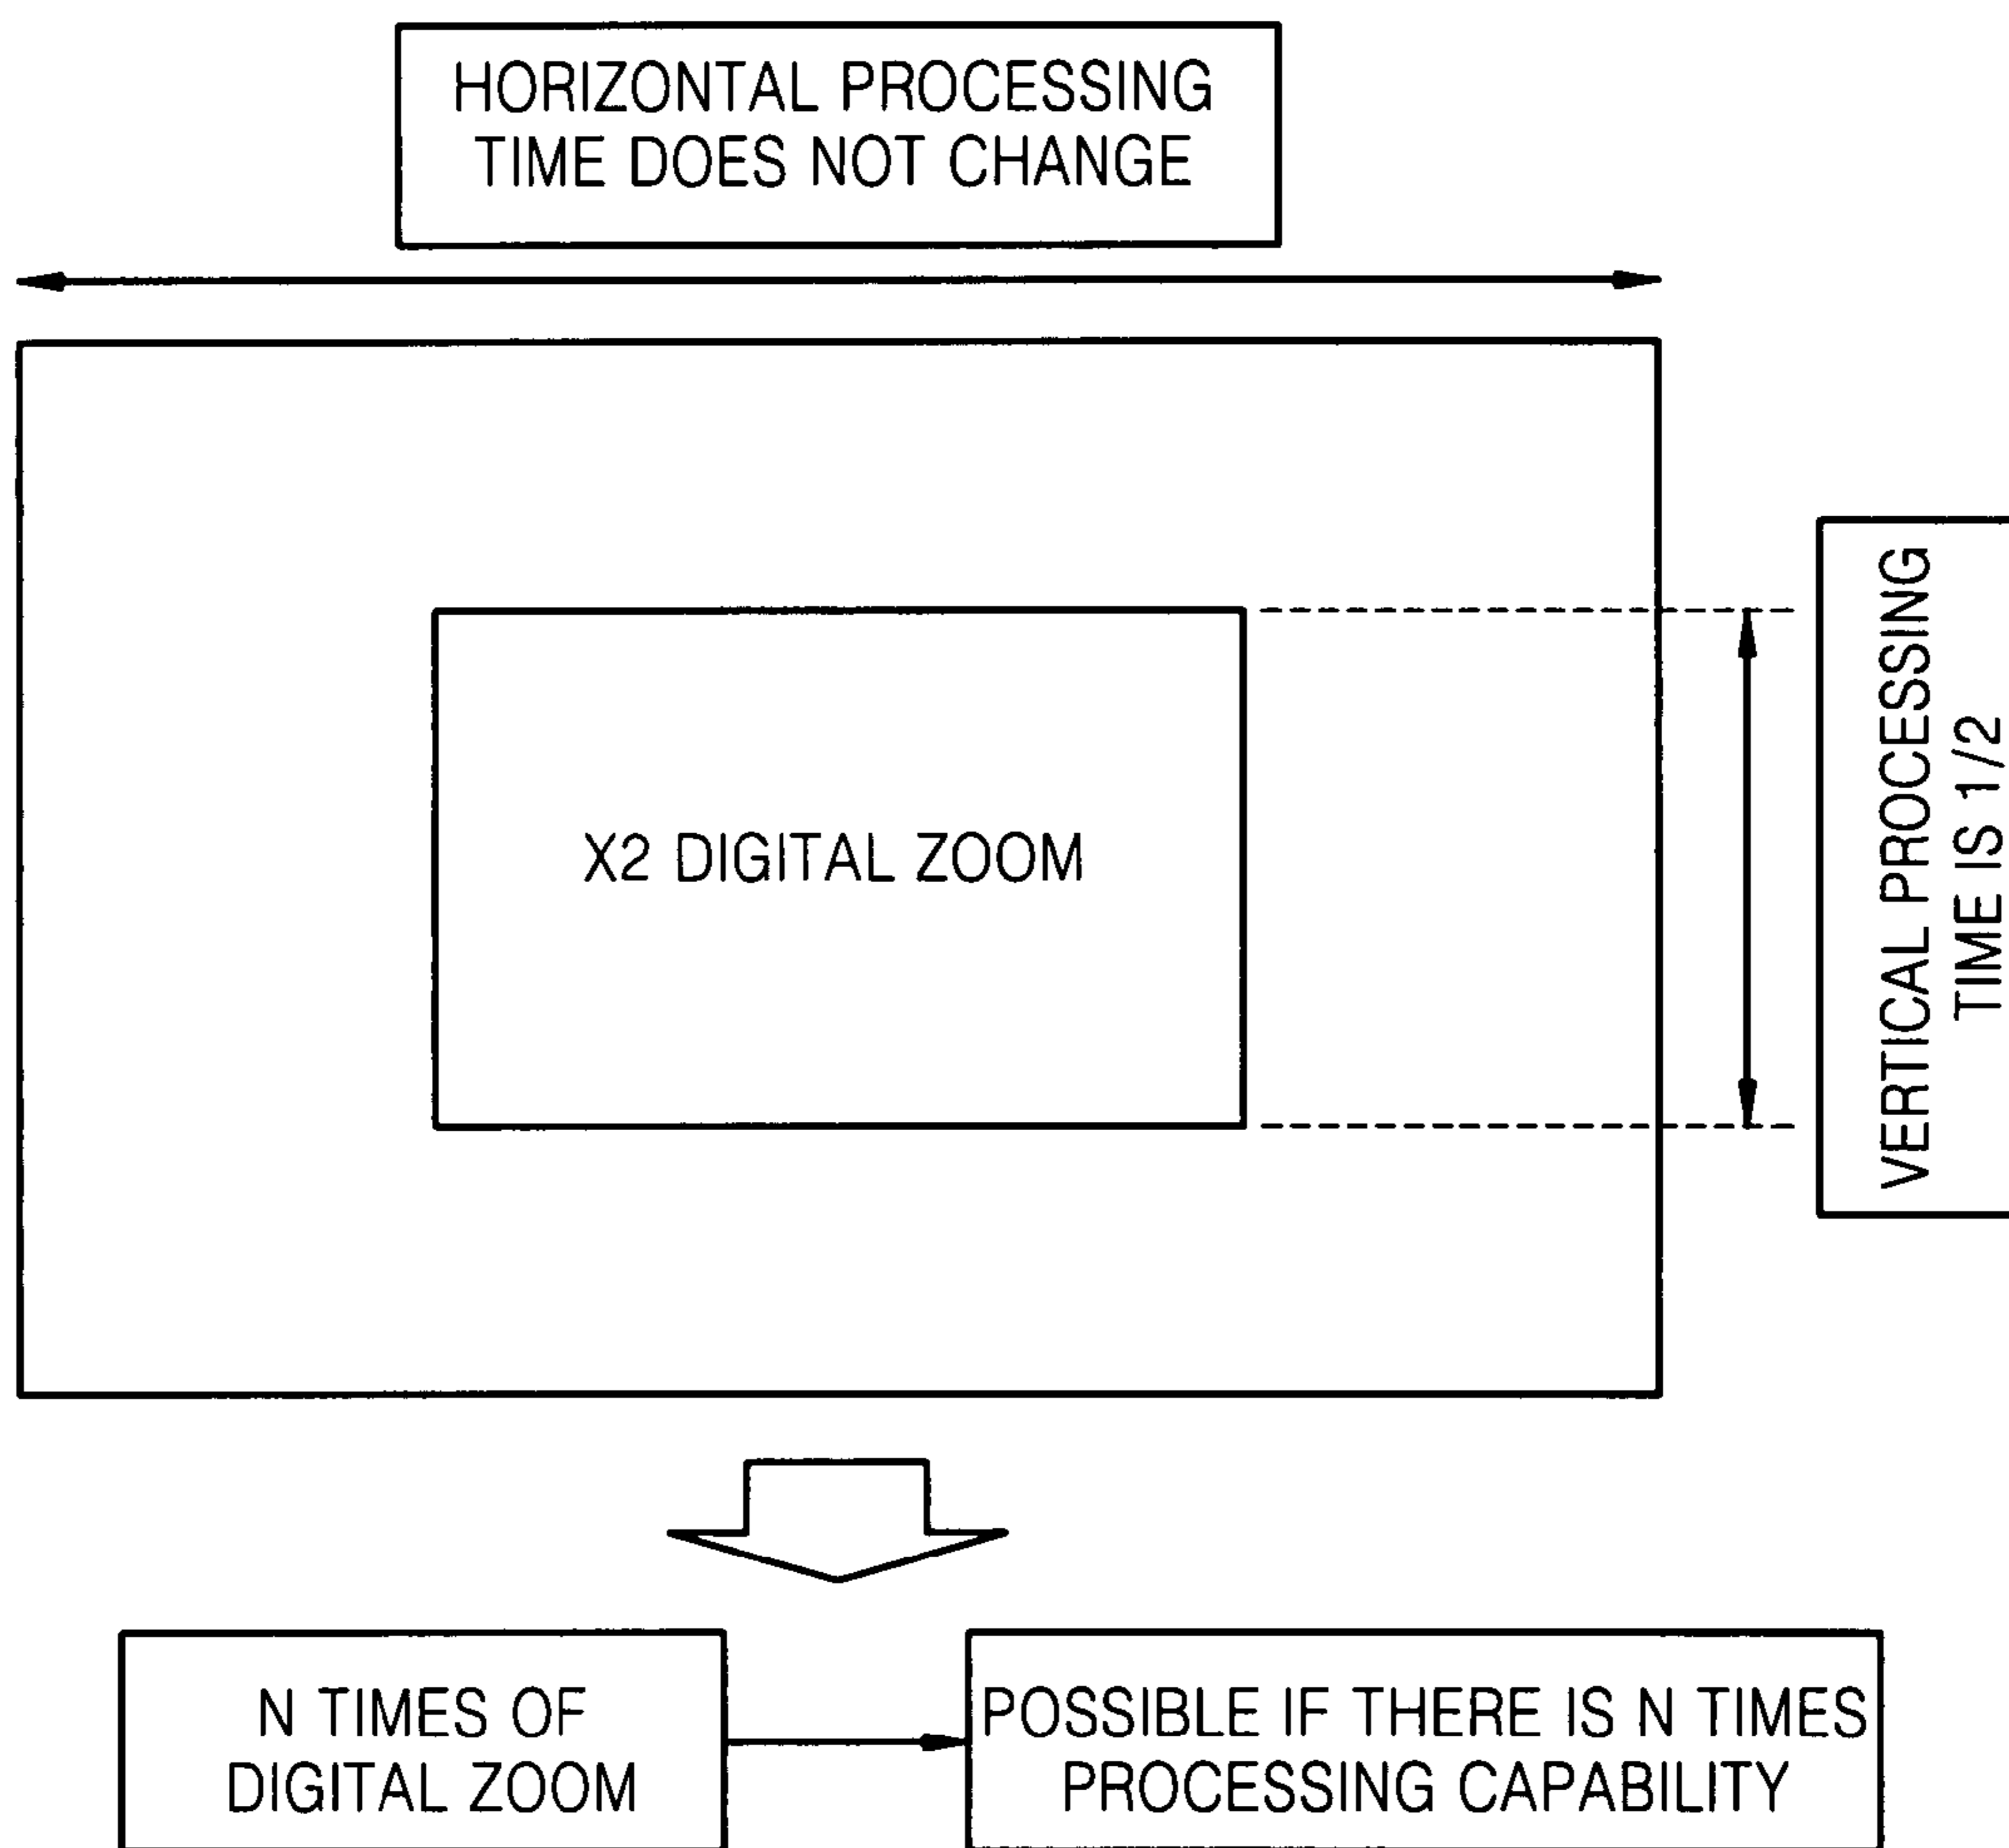 HORIZONTAL PROCESSING
TIME DOES NOT CHANGE
X2 DIGITAL ZOOM
VERTICAL PROCESSING
TIME IS 1/2
N TIMES OF
DIGITAL ZOOM
POSSIBLE IF THERE IS N TIMES
PROCESSING CAPABILITY